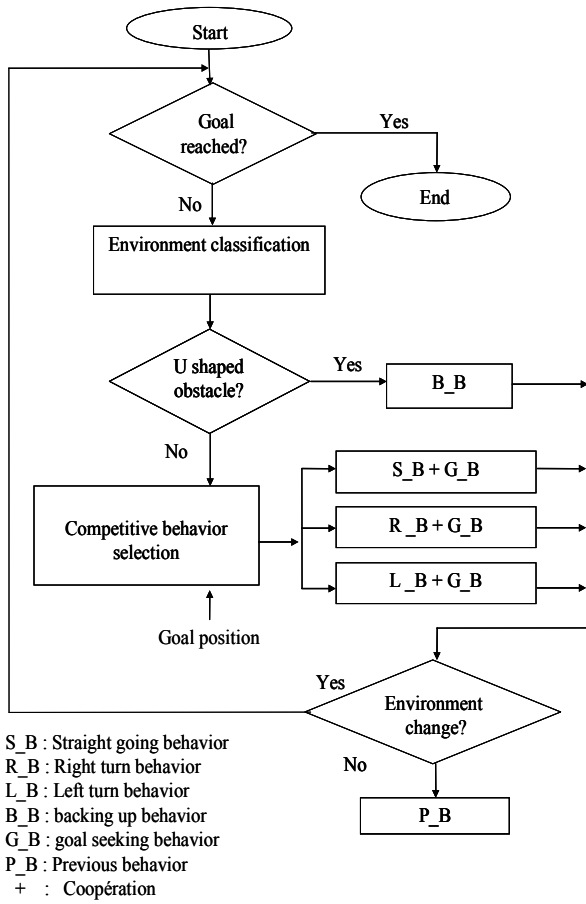 Start
Goal
reached?
Yes
No
End
Environment classification
U shaped
obstacle?
Yes
B_B
No
Competitive behavior
selection
S_B + G_B
R_B + G_B
L_B + G_B
Goal position
Yes
Environment
change?
No
P_B
S_B : Straight going behavior
R_B : Right turn behavior
L_B : Left turn behavior
B_B : backing up behavior
G_B : goal seeking behavior
P_B : Previous behavior
+ : Coopération